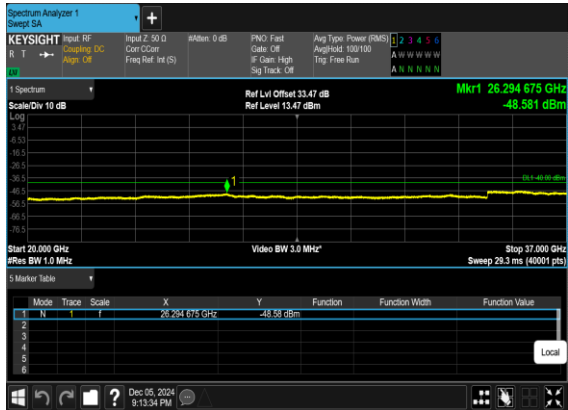 Spectrum Analyzer 1
Swept SA
+
KEYSIGHT Input: RF Input Z: 50 Ω #Atten: 0 dB PNO: Fast Avg Type: Power (RMS) 1 2 3 4 5 6
R T Coupling: DC Corr CCorr Gate: Off Avg|Hold: 100/100 A W W W W W
Align: Off Freq Ref: Int (S) IF Gain: High Trig: Free Run
LXI Sig Track: Off A N N N N N
1 Spectrum Ref Lvl Offset 33.47 dB Mkr1 26.294 675 GHz
Scale/Div 10 dB Ref Level 13.47 dBm -48.581 dBm
Log
3.47
-6.53
-16.5
-26.5
-36.5 1 DL1 -40.00 dBm
-46.5
-56.5
-66.5
-76.5
Start 20.000 GHz Video BW 3.0 MHz* Stop 37.000 GHz
#Res BW 1.0 MHz Sweep 29.3 ms (40001 pts)
5 Marker Table
Mode Trace Scale X Y Function Function Width Function Value
1 N 1 f 26.294 675 GHz -48.58 dBm
2
3
4
5
6
Local
? Dec 05, 2024
9:13:34 PM